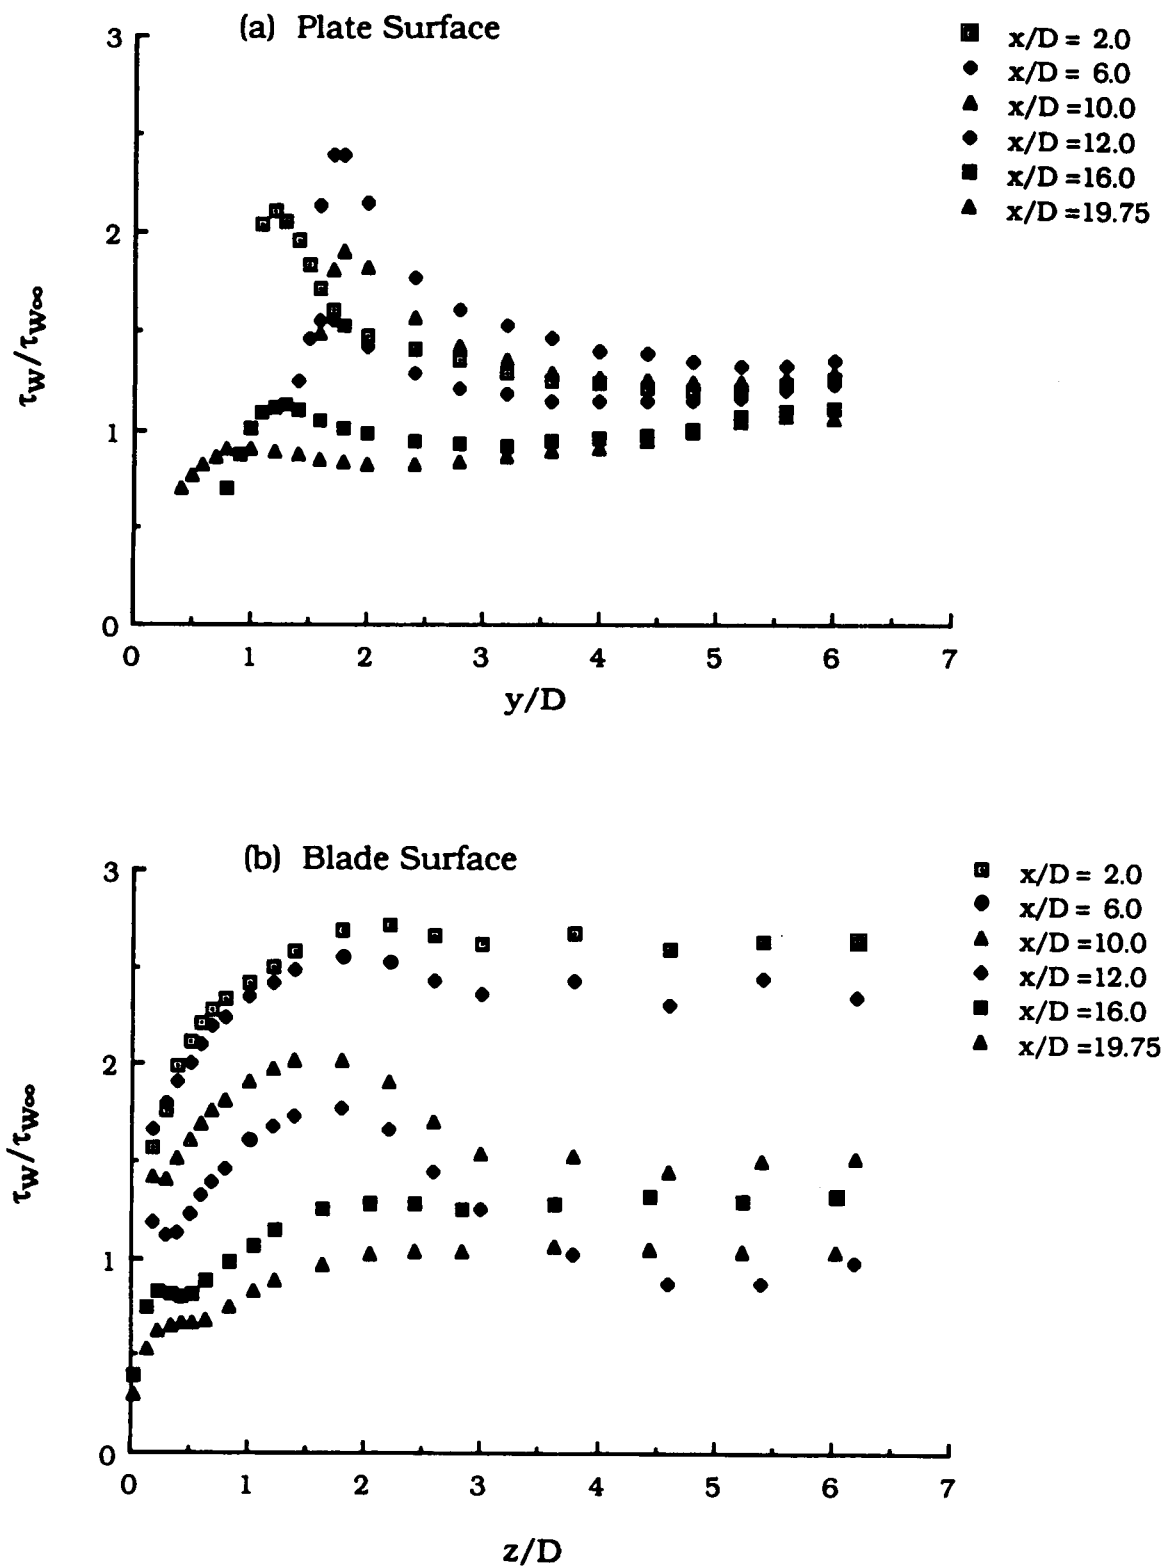 (a) Plate Surface
3
2
1
0
τw/τw∞
0 1 2 3 4 5 6 7
y/D
x/D = 2.0
x/D = 6.0
x/D =10.0
x/D =12.0
x/D =16.0
x/D =19.75
(b) Blade Surface
3
2
1
0
τw/τw∞
0 1 2 3 4 5 6 7
z/D
x/D = 2.0
x/D = 6.0
x/D =10.0
x/D =12.0
x/D =16.0
x/D =19.75